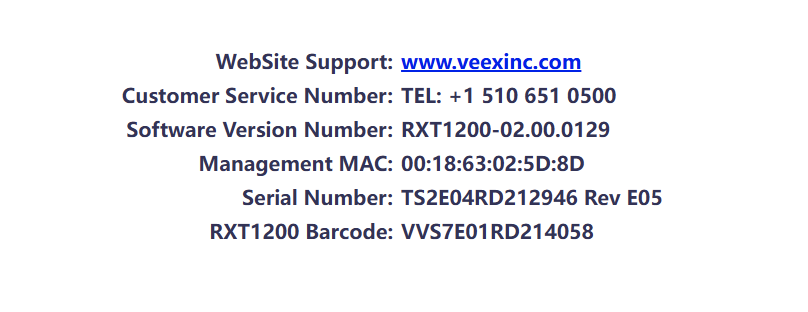 WebSite Support: www.veexinc.com
Customer Service Number: TEL: +1 510 651 0500
Software Version Number: RXT1200-02.00.0129
Management MAC: 00:18:63:02:5D:8D
Serial Number: TS2E04RD212946 Rev E05
RXT1200 Barcode: VVS7E01RD214058